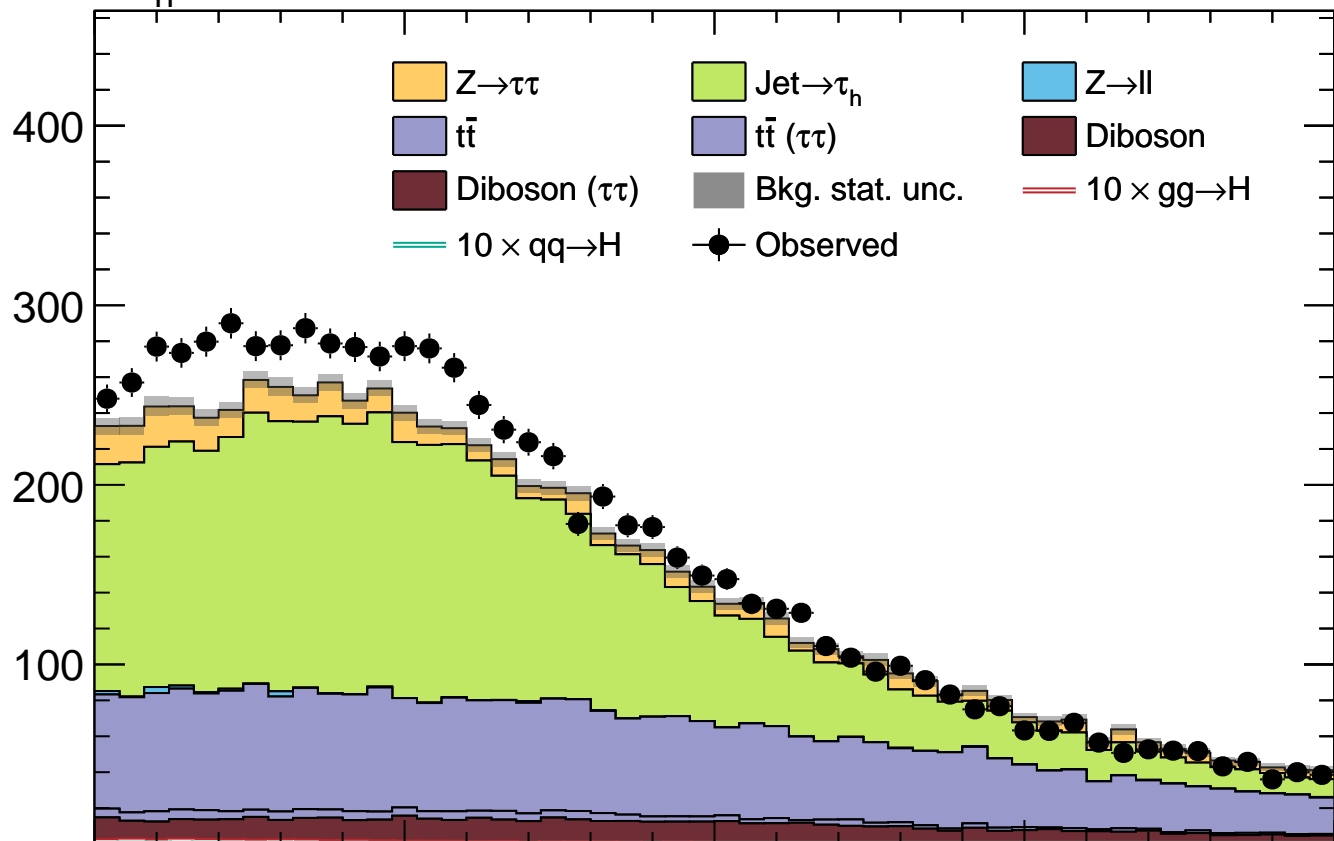 H
Z→ττ Jet→τh Z→ll
400
tt̄ tt̄ (ττ) Diboson
Diboson (ττ) Bkg. stat. unc. 10 × gg→H
10 × qq→H Observed
300
200
100